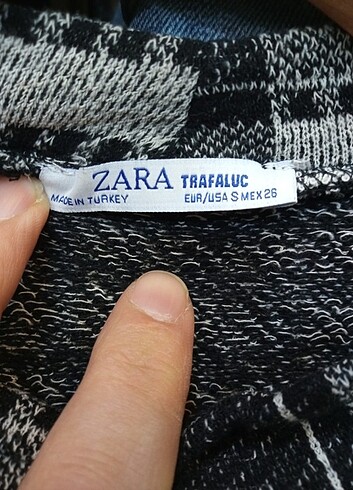 ZARA TRAFALUC
MADE IN TURKEY EUR/USA S MEX 26